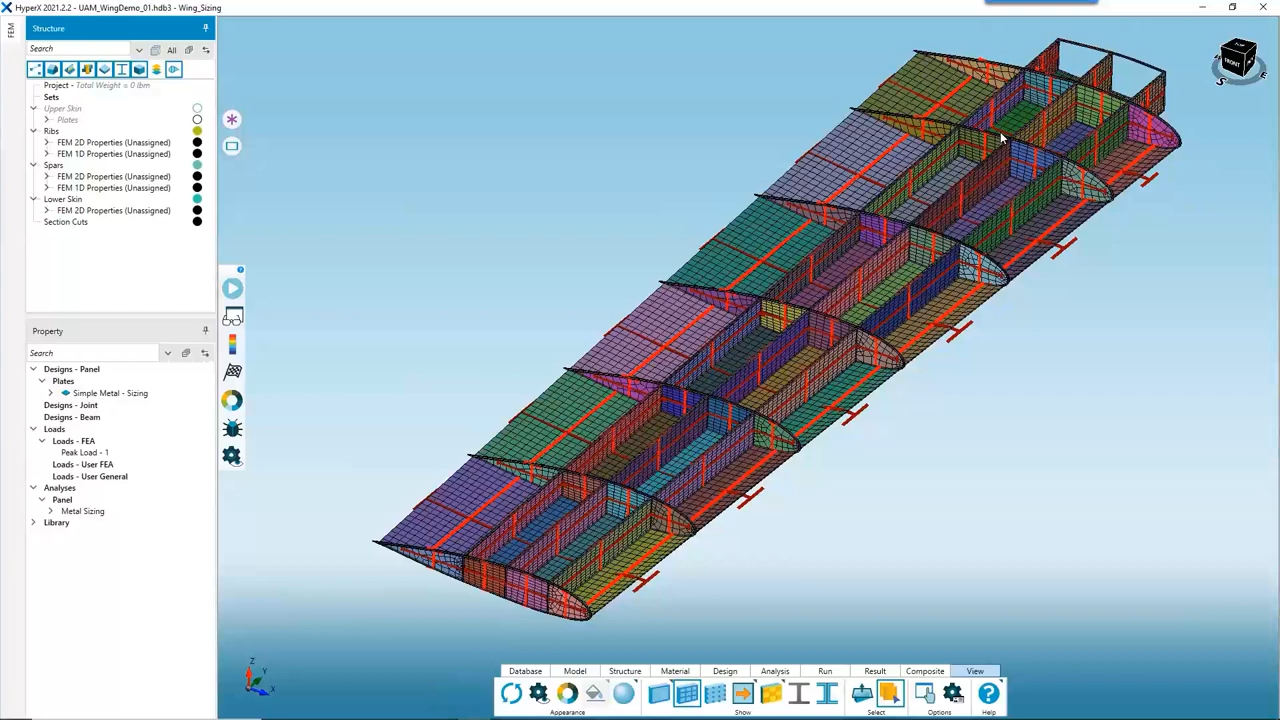 HyperX 2021.2.2 - UAM_WingDemo_01.hdb3 - Wing_Sizing
FEM
Structure
Search
All
Project - Total Weight = 0 lbm
Sets
Upper Skin
Plates
Ribs
FEM 2D Properties (Unassigned)
FEM 1D Properties (Unassigned)
Spars
FEM 2D Properties (Unassigned)
FEM 1D Properties (Unassigned)
Lower Skin
FEM 2D Properties (Unassigned)
Section Cuts
Property
Search
Designs - Panel
Plates
Simple Metal - Sizing
Designs - Joint
Designs - Beam
Loads
Loads - FEA
Peak Load - 1
Loads - User FEA
Loads - User General
Analyses
Panel
Metal Sizing
Library
FRONT
S
E
Z
Y
X
Database Model Structure Material Design Analysis Run Result Composite View
Appearance Show Select Options Help